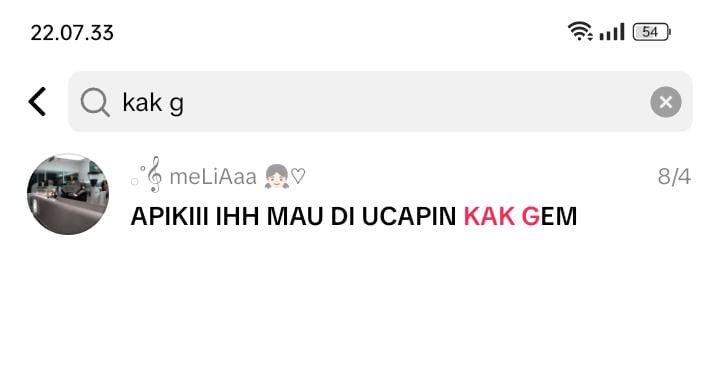 22.07.33
54
kak g
meLiAaa 👧🏻♡
8/4
APIKIII IHH MAU DI UCAPIN KAK GEM